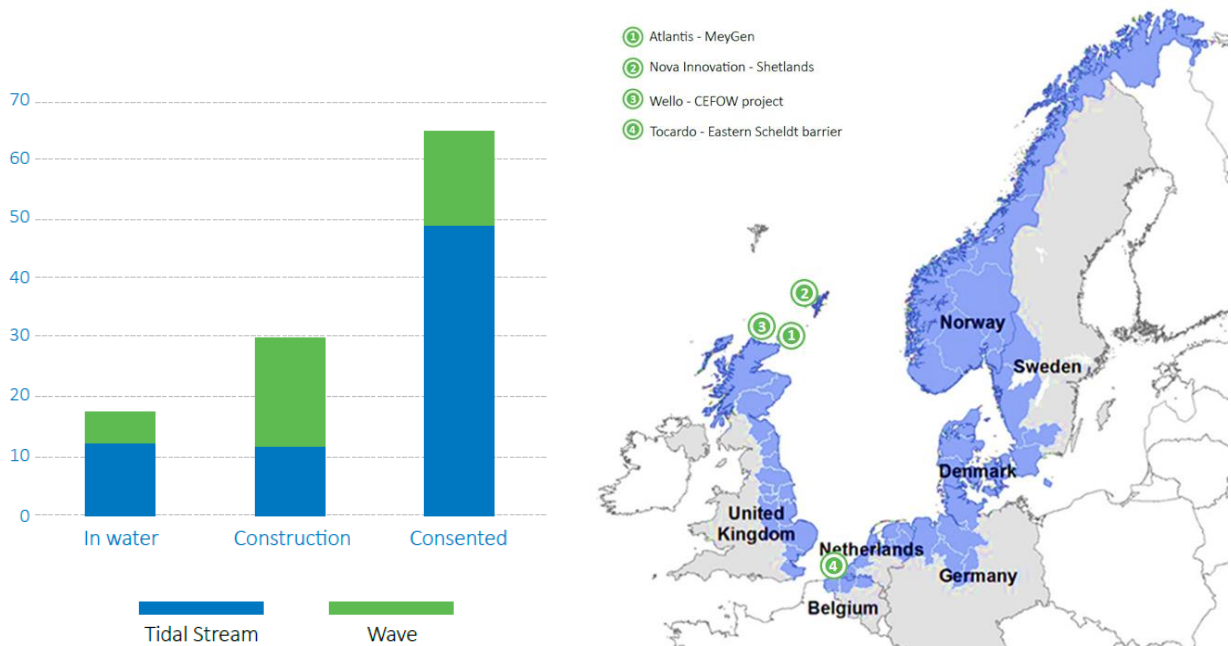 70
60
50
40
30
20
10
0
In water
Construction
Consented
Tidal Stream
Wave
1 Atlantis - MeyGen
2 Nova Innovation - Shetlands
3 Wello - CEFOW project
4 Tocardo - Eastern Scheldt barrier
2
3
1
Norway
Sweden
Denmark
United
Kingdom
Netherlands
4
Germany
Belgium